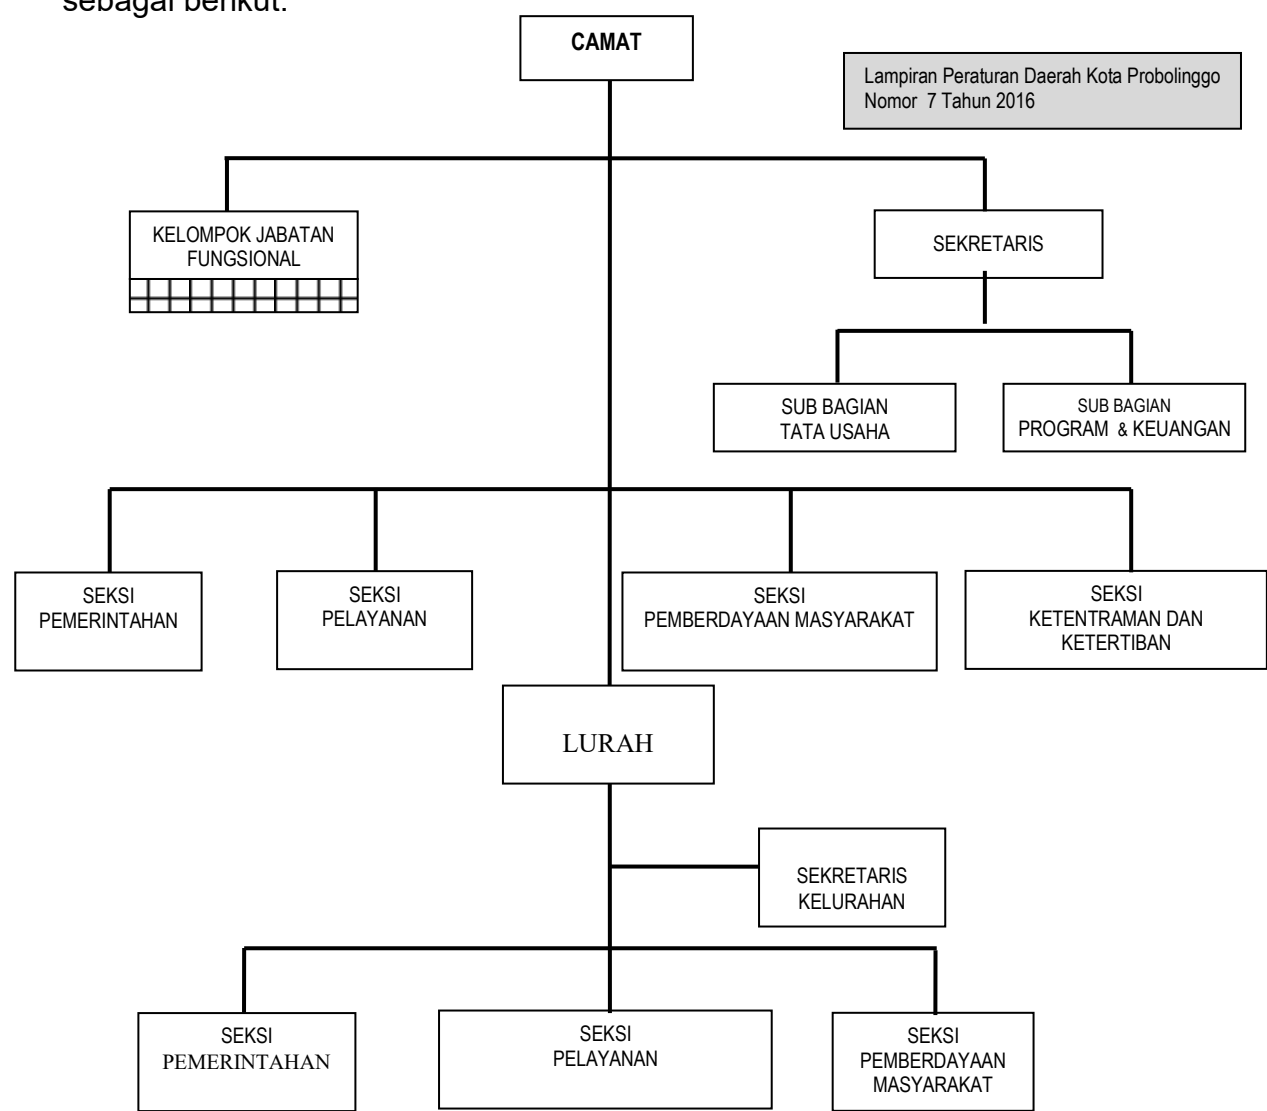 sebagai berikut:
CAMAT
Lampiran Peraturan Daerah Kota Probolinggo
Nomor 7 Tahun 2016
KELOMPOK JABATAN
FUNGSIONAL
SEKRETARIS
SUB BAGIAN
TATA USAHA
SUB BAGIAN
PROGRAM & KEUANGAN
SEKSI
PEMERINTAHAN
SEKSI
PELAYANAN
SEKSI
PEMBERDAYAAN MASYARAKAT
SEKSI
KETENTRAMAN DAN
KETERTIBAN
LURAH
SEKRETARIS
KELURAHAN
SEKSI
PEMERINTAHAN
SEKSI
PELAYANAN
SEKSI
PEMBERDAYAAN
MASYARAKAT